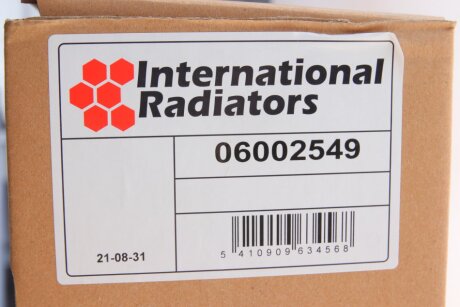 International
Radiators
06002549
21-08-31
5 410909 634568